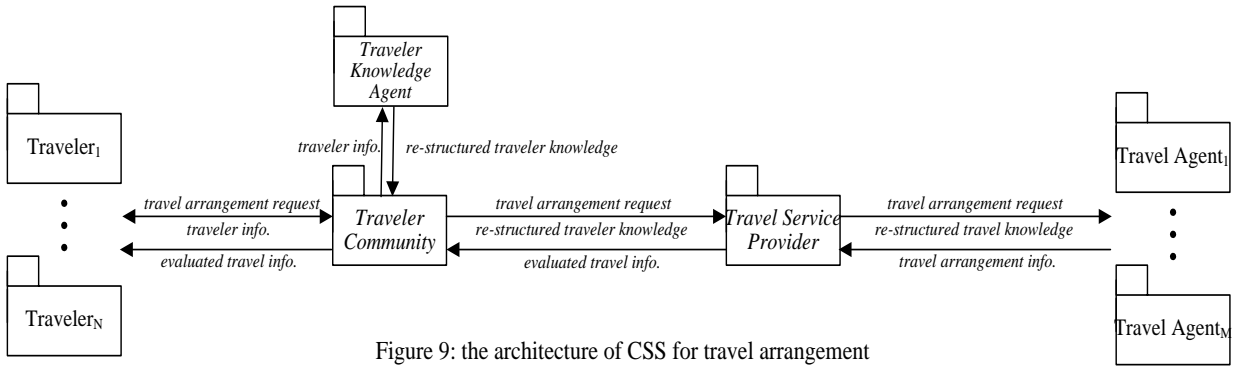 Traveler
Knowledge
Agent
Traveler1
Travel Agent1
traveler info.
re-structured traveler knowledge
travel arrangement request
travel arrangement request
travel arrangement request
Traveler
Community
Travel Service
Provider
traveler info.
re-structured traveler knowledge
re-structured travel knowledge
evaluated travel info.
evaluated travel info.
travel arrangement info.
TravelerN
Travel AgentM
Figure 9: the architecture of CSS for travel arrangement